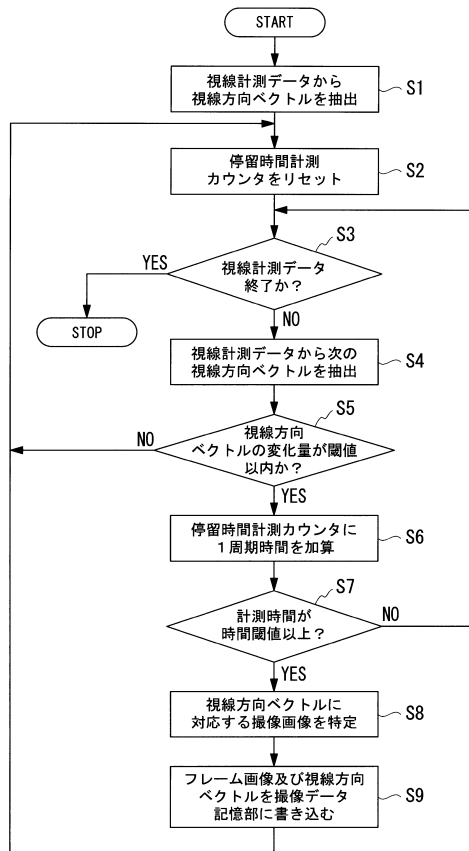 START
視線計測データから
視線方向ベクトルを抽出
S1
停留時間計測
カウンタをリセット
S2
S3
視線計測データ
終了か？
YES
NO
STOP
視線計測データから次の
視線方向ベクトルを抽出
S4
S5
視線方向
ベクトルの変化量が閾値
以内か？
NO
YES
停留時間計測カウンタに
１周期時間を加算
S6
S7
計測時間が
時間閾値以上？
NO
YES
視線方向ベクトルに
対応する撮像画像を特定
S8
フレーム画像及び視線方向
ベクトルを撮像データ
記憶部に書き込む
S9